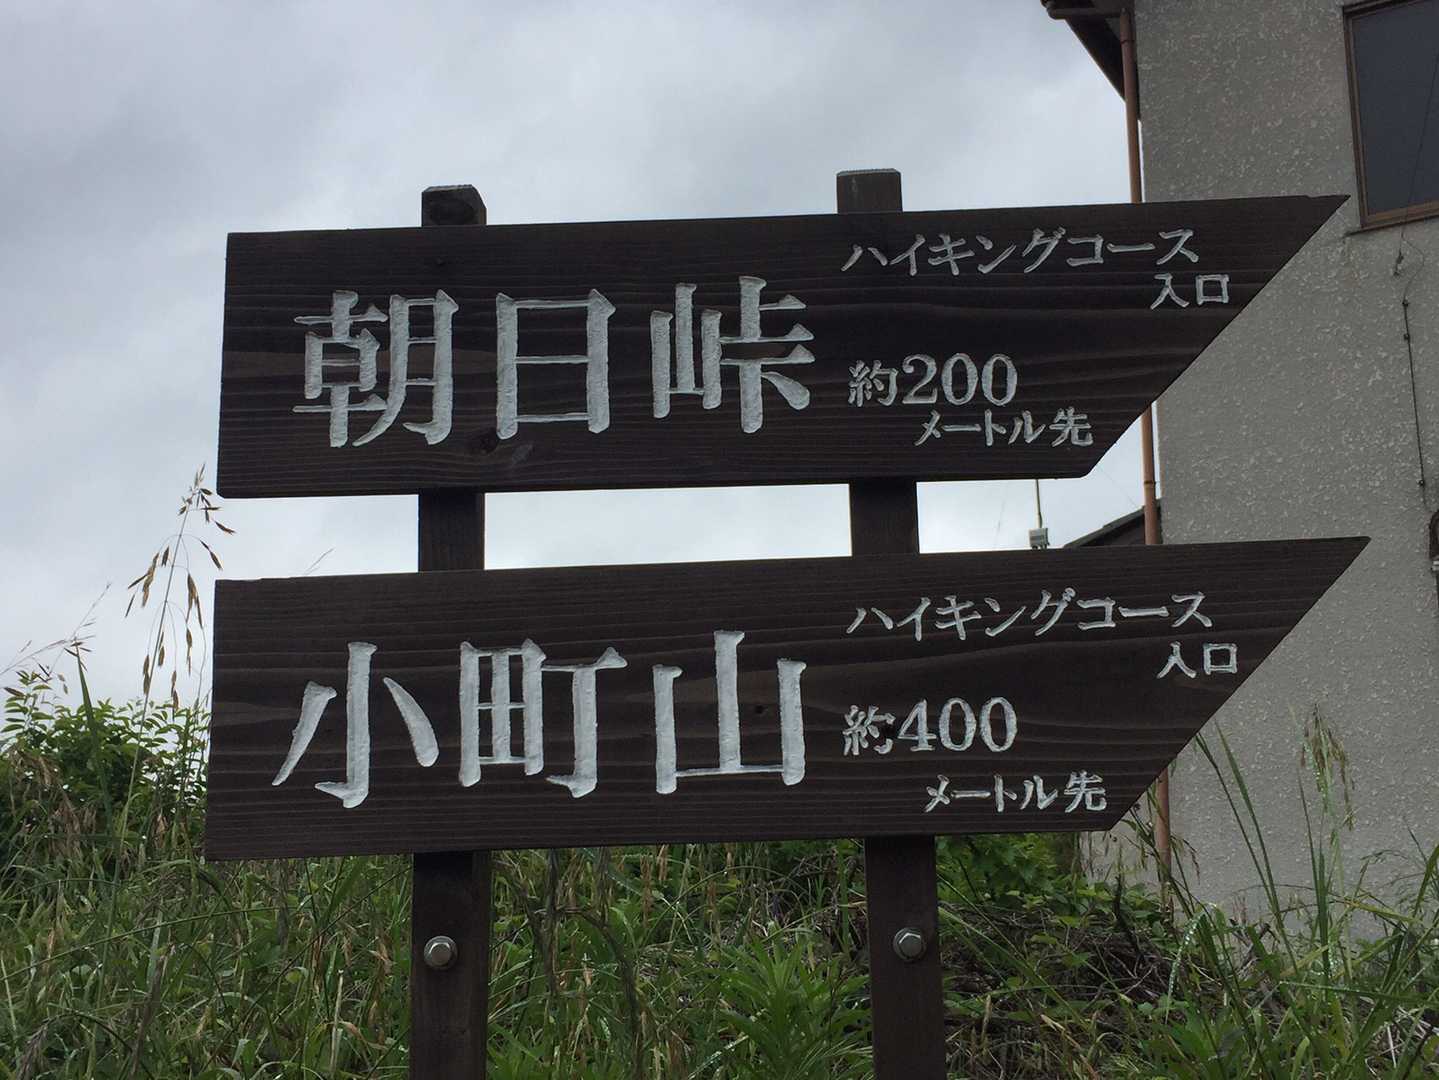 朝日峠
ハイキングコース
入口
約200
メートル先
小町山
ハイキングコース
入口
約400
メートル先